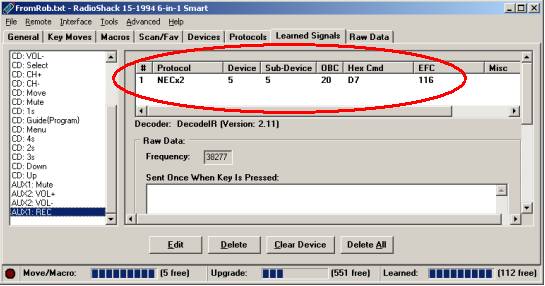 FromRob.txt - RadioShack 15-1994 6-in-1 Smart
File Remote Interface Tools Advanced Help
General Key Moves Macros Scan/Fav Devices Protocols Learned Signals Raw Data
CD: VOL-
CD: Select
CD: CH+
CD: CH-
CD: Move
CD: Mute
CD: 1s
CD: Guide(Program)
CD: Menu
CD: 4s
CD: 2s
CD: 3s
CD: Down
CD: Up
AUX1: Mute
AUX2: VOL+
AUX2: VOL-
AUX1: REC
# Protocol Device Sub-Device OBC Hex Cmd EFC Misc
1 NECx2 5 5 20 D7 116
Decoder: DecodeIR (Version: 2.11)
Raw Data:
Frequency: 38277
Sent Once When Key Is Pressed:
Edit Delete Clear Device Delete All
Move/Macro: (5 free) Upgrade: (551 free) Learned: (112 free)